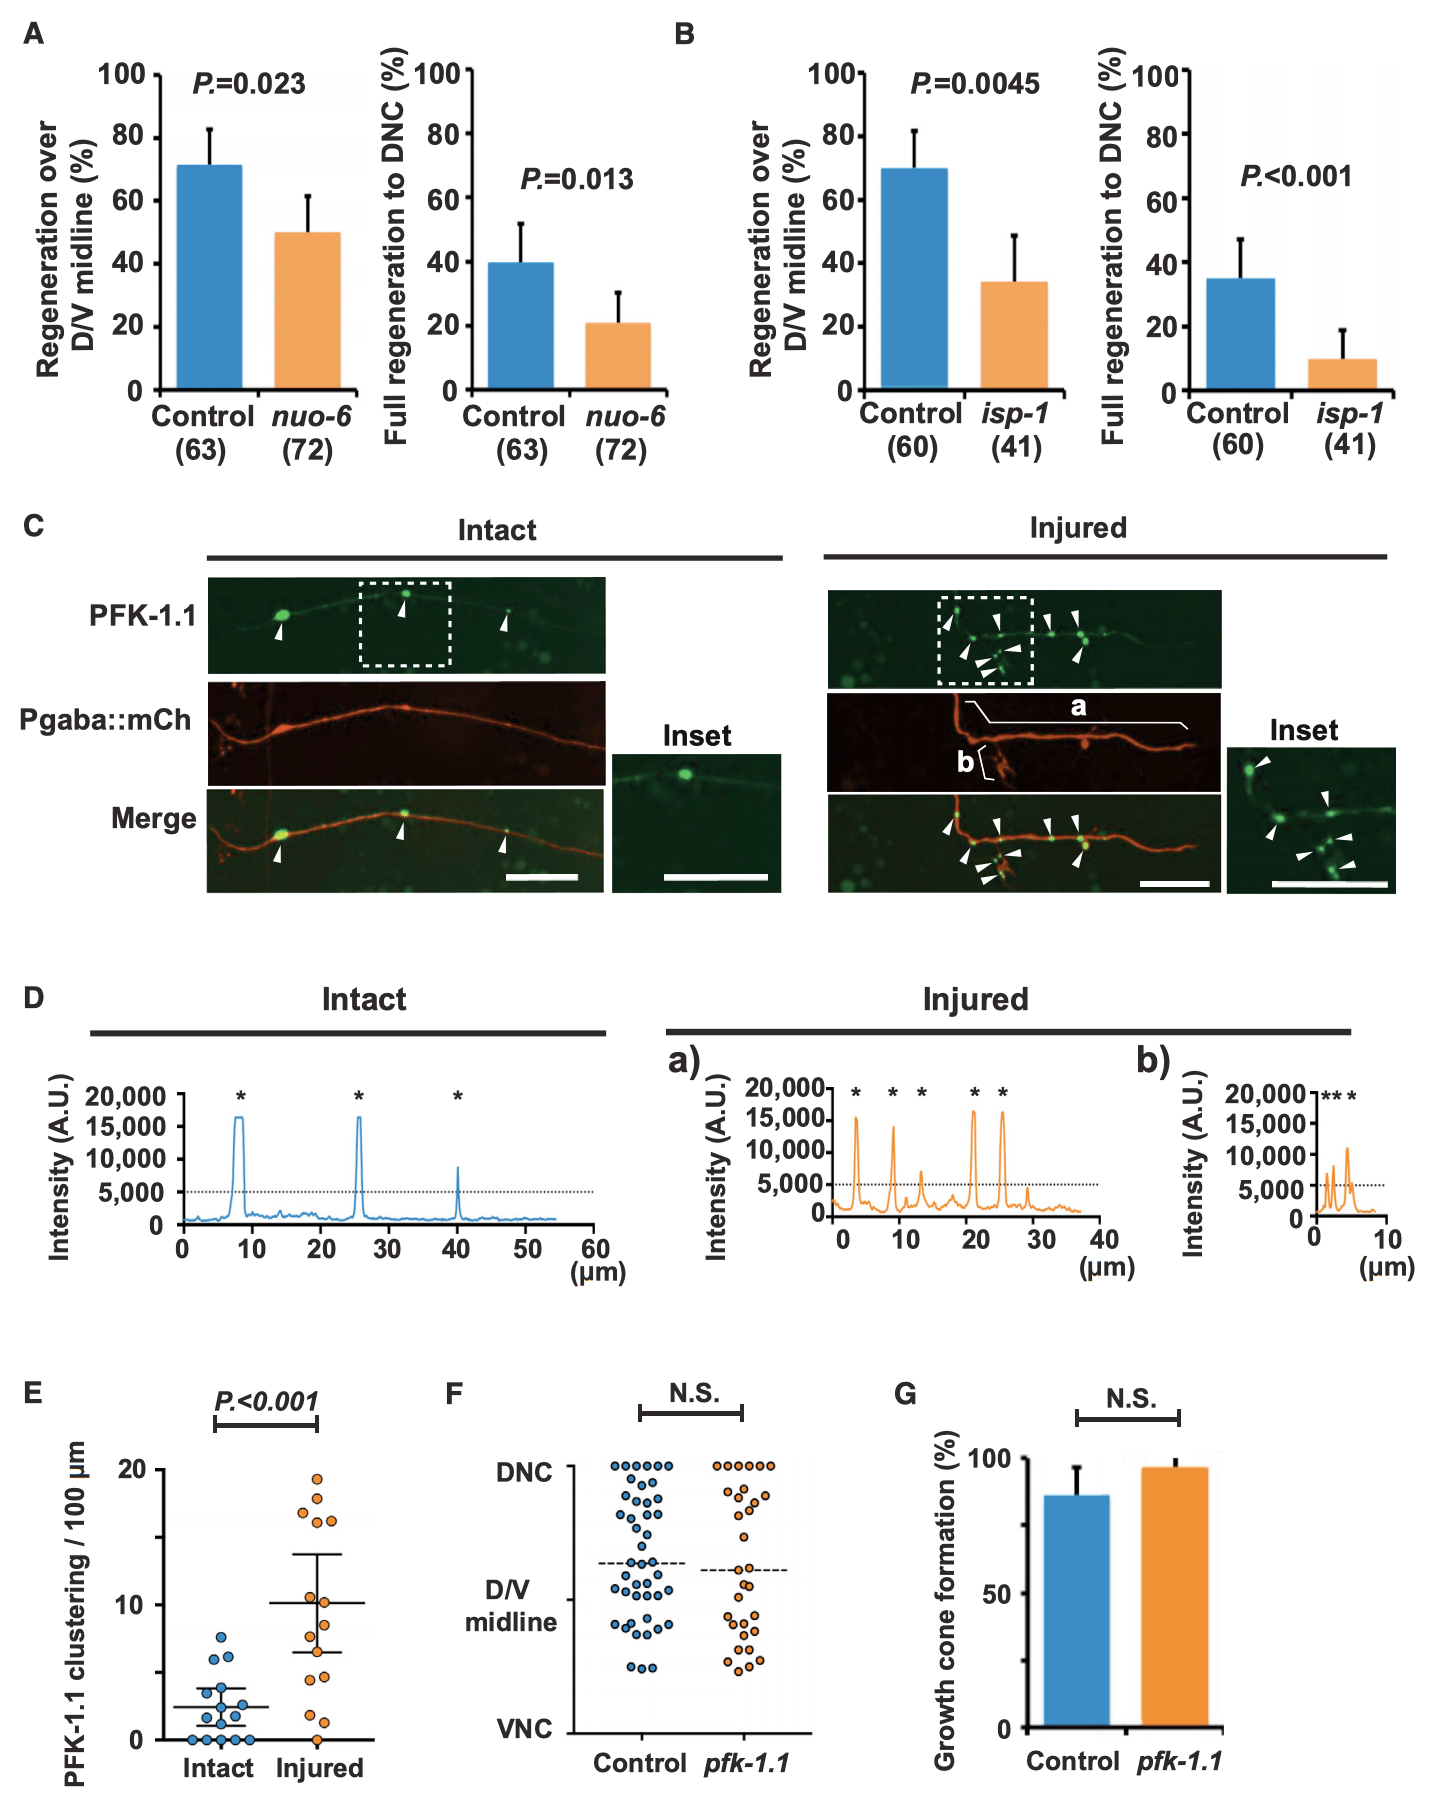 A
Regeneration over
D/V midline (%)
100
80
60
40
20
0
P.=0.023
Control
(63)
nuo-6
(72)
Full regeneration to DNC (%)
100
80
60
40
20
0
P.=0.013
Control
(63)
nuo-6
(72)
B
Regeneration over
D/V midline (%)
100
80
60
40
20
0
P.=0.0045
Control
(60)
isp-1
(41)
Full regeneration to DNC (%)
100
80
60
40
20
0
P.<0.001
Control
(60)
isp-1
(41)
C
Intact
Injured
PFK-1.1
Pgaba::mCh
Merge
Inset
a
b
Inset
D
Intact
Intensity (A.U.)
20,000
15,000
10,000
5,000
0
* * *
0 10 20 30 40 50 60
(µm)
Injured
a)
Intensity (A.U.)
20,000
15,000
10,000
5,000
0
* * * * *
0 10 20 30 40
(µm)
b)
Intensity (A.U.)
20,000
15,000
10,000
5,000
0
** *
0 10
(µm)
E
P.<0.001
PFK-1.1 clustering / 100 µm
20
10
0
Intact Injured
F
N.S.
DNC
D/V
midline
VNC
Control pfk-1.1
G
N.S.
Growth cone formation (%)
100
50
0
Control pfk-1.1